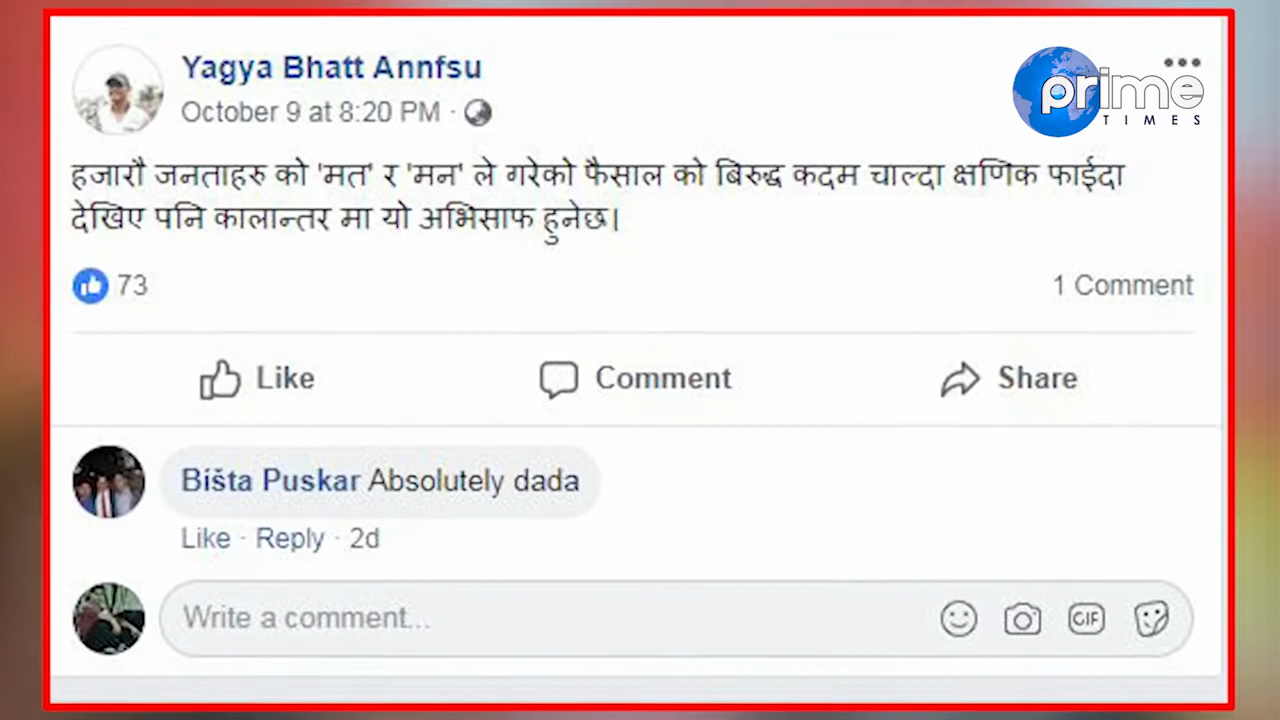 Yagya Bhatt Annfsu
October 9 at 8:20 PM ·
prime
TIMES
हजारौ जनताहरु को 'मत' र 'मन' ले गरेको फैसाल को बिरुद्ध कदम चाल्दा क्षणिक फाईदा
देखिए पनि कालान्तर मा यो अभिसाफ हुनेछ।
73
1 Comment
Like
Comment
Share
Bišta Puskar Absolutely dada
Like · Reply · 2d
Write a comment...
GIF